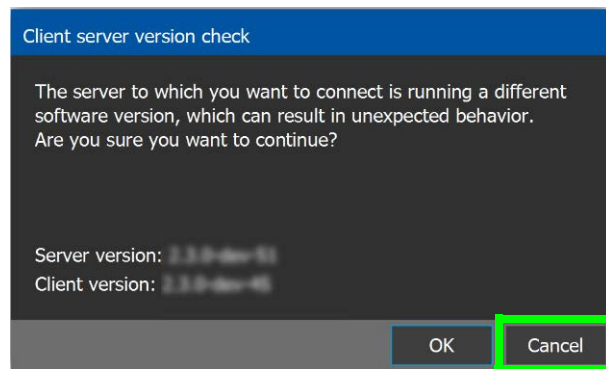 Client server version check
The server to which you want to connect is running a different
software version, which can result in unexpected behavior.
Are you sure you want to continue?
Server version:
Client version:
OK
Cancel